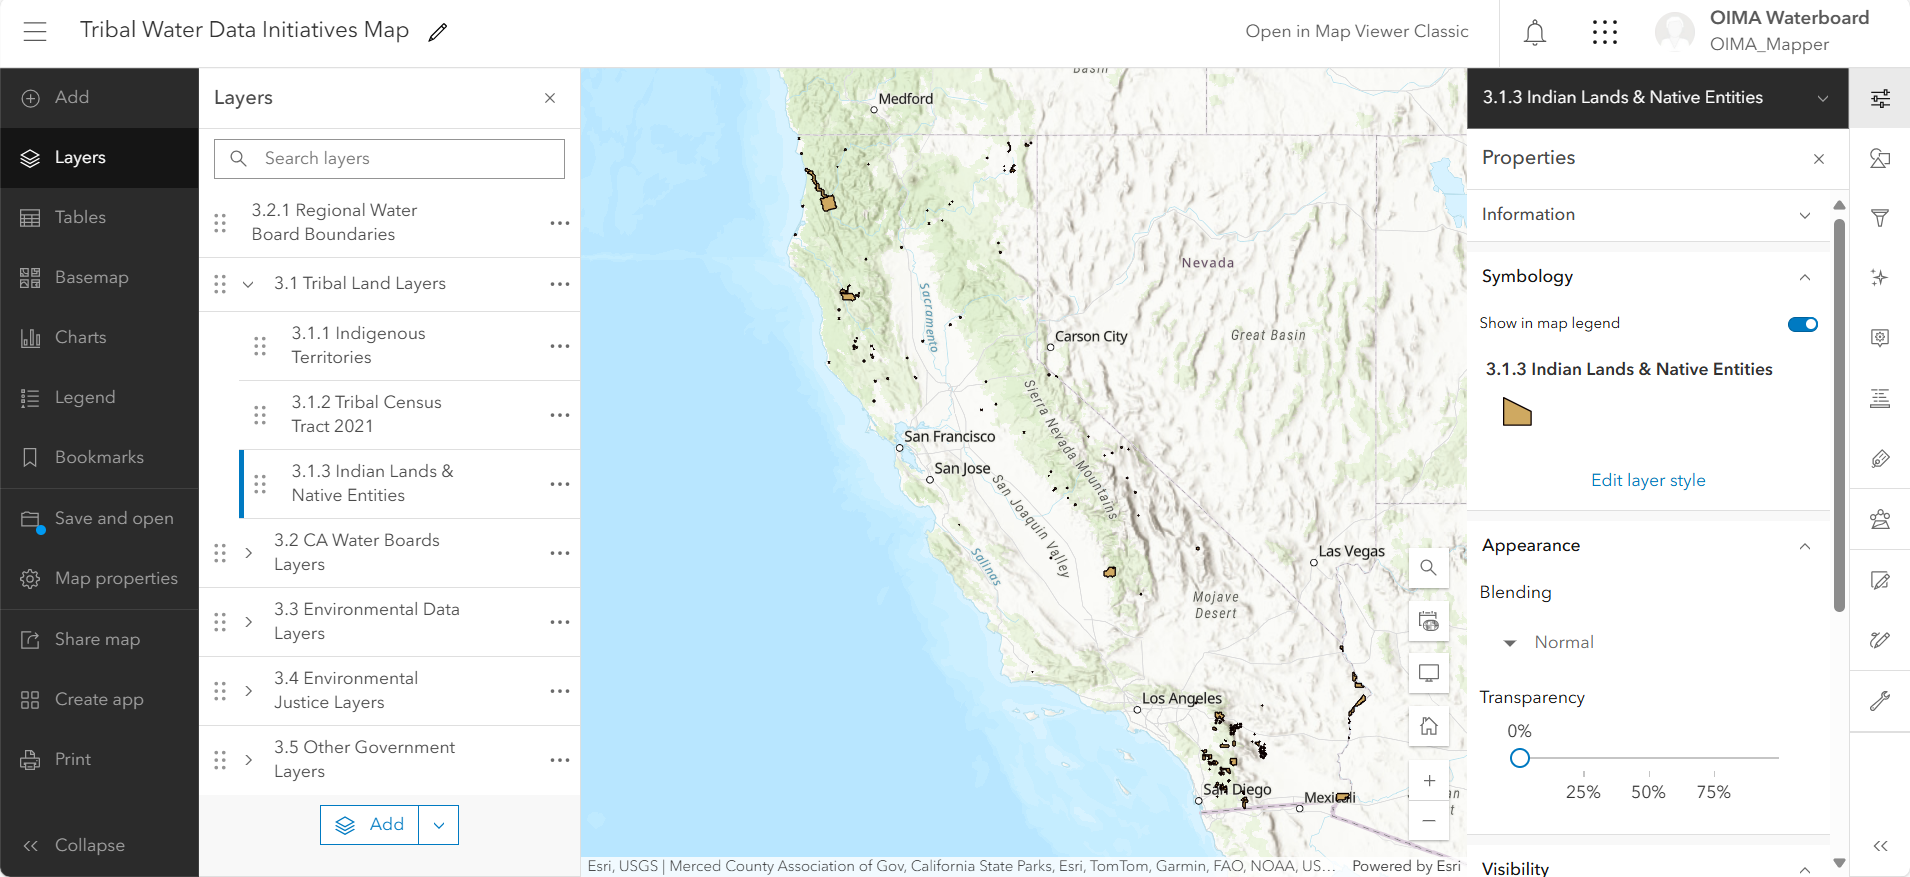 Tribal Water Data Initiatives Map
Open in Map Viewer Classic
OIMA Waterboard
OIMA_Mapper
Add
Layers
Tables
Basemap
Charts
Legend
Bookmarks
Save and open
Map properties
Share map
Create app
Print
Collapse
Layers
Search layers
3.2.1 Regional Water
Board Boundaries
3.1 Tribal Land Layers
3.1.1 Indigenous
Territories
3.1.2 Tribal Census
Tract 2021
3.1.3 Indian Lands &
Native Entities
3.2 CA Water Boards
Layers
3.3 Environmental Data
Layers
3.4 Environmental
Justice Layers
3.5 Other Government
Layers
Add
Basin
Medford
Nevada
Sacramento
Carson City
Great Basin
Sierra Nevada Mountains
San Francisco
San Jose
San Joaquin Valley
Salinas
Las Vegas
Mojave
Desert
Los Angeles
San Diego
Mexicali
Esri, USGS | Merced County Association of Gov, California State Parks, Esri, TomTom, Garmin, FAO, NOAA, US...
Powered by Esri
3.1.3 Indian Lands & Native Entities
Properties
Information
Symbology
Show in map legend
3.1.3 Indian Lands & Native Entities
Edit layer style
Appearance
Blending
Normal
Transparency
0%
25% 50% 75%
Visibility